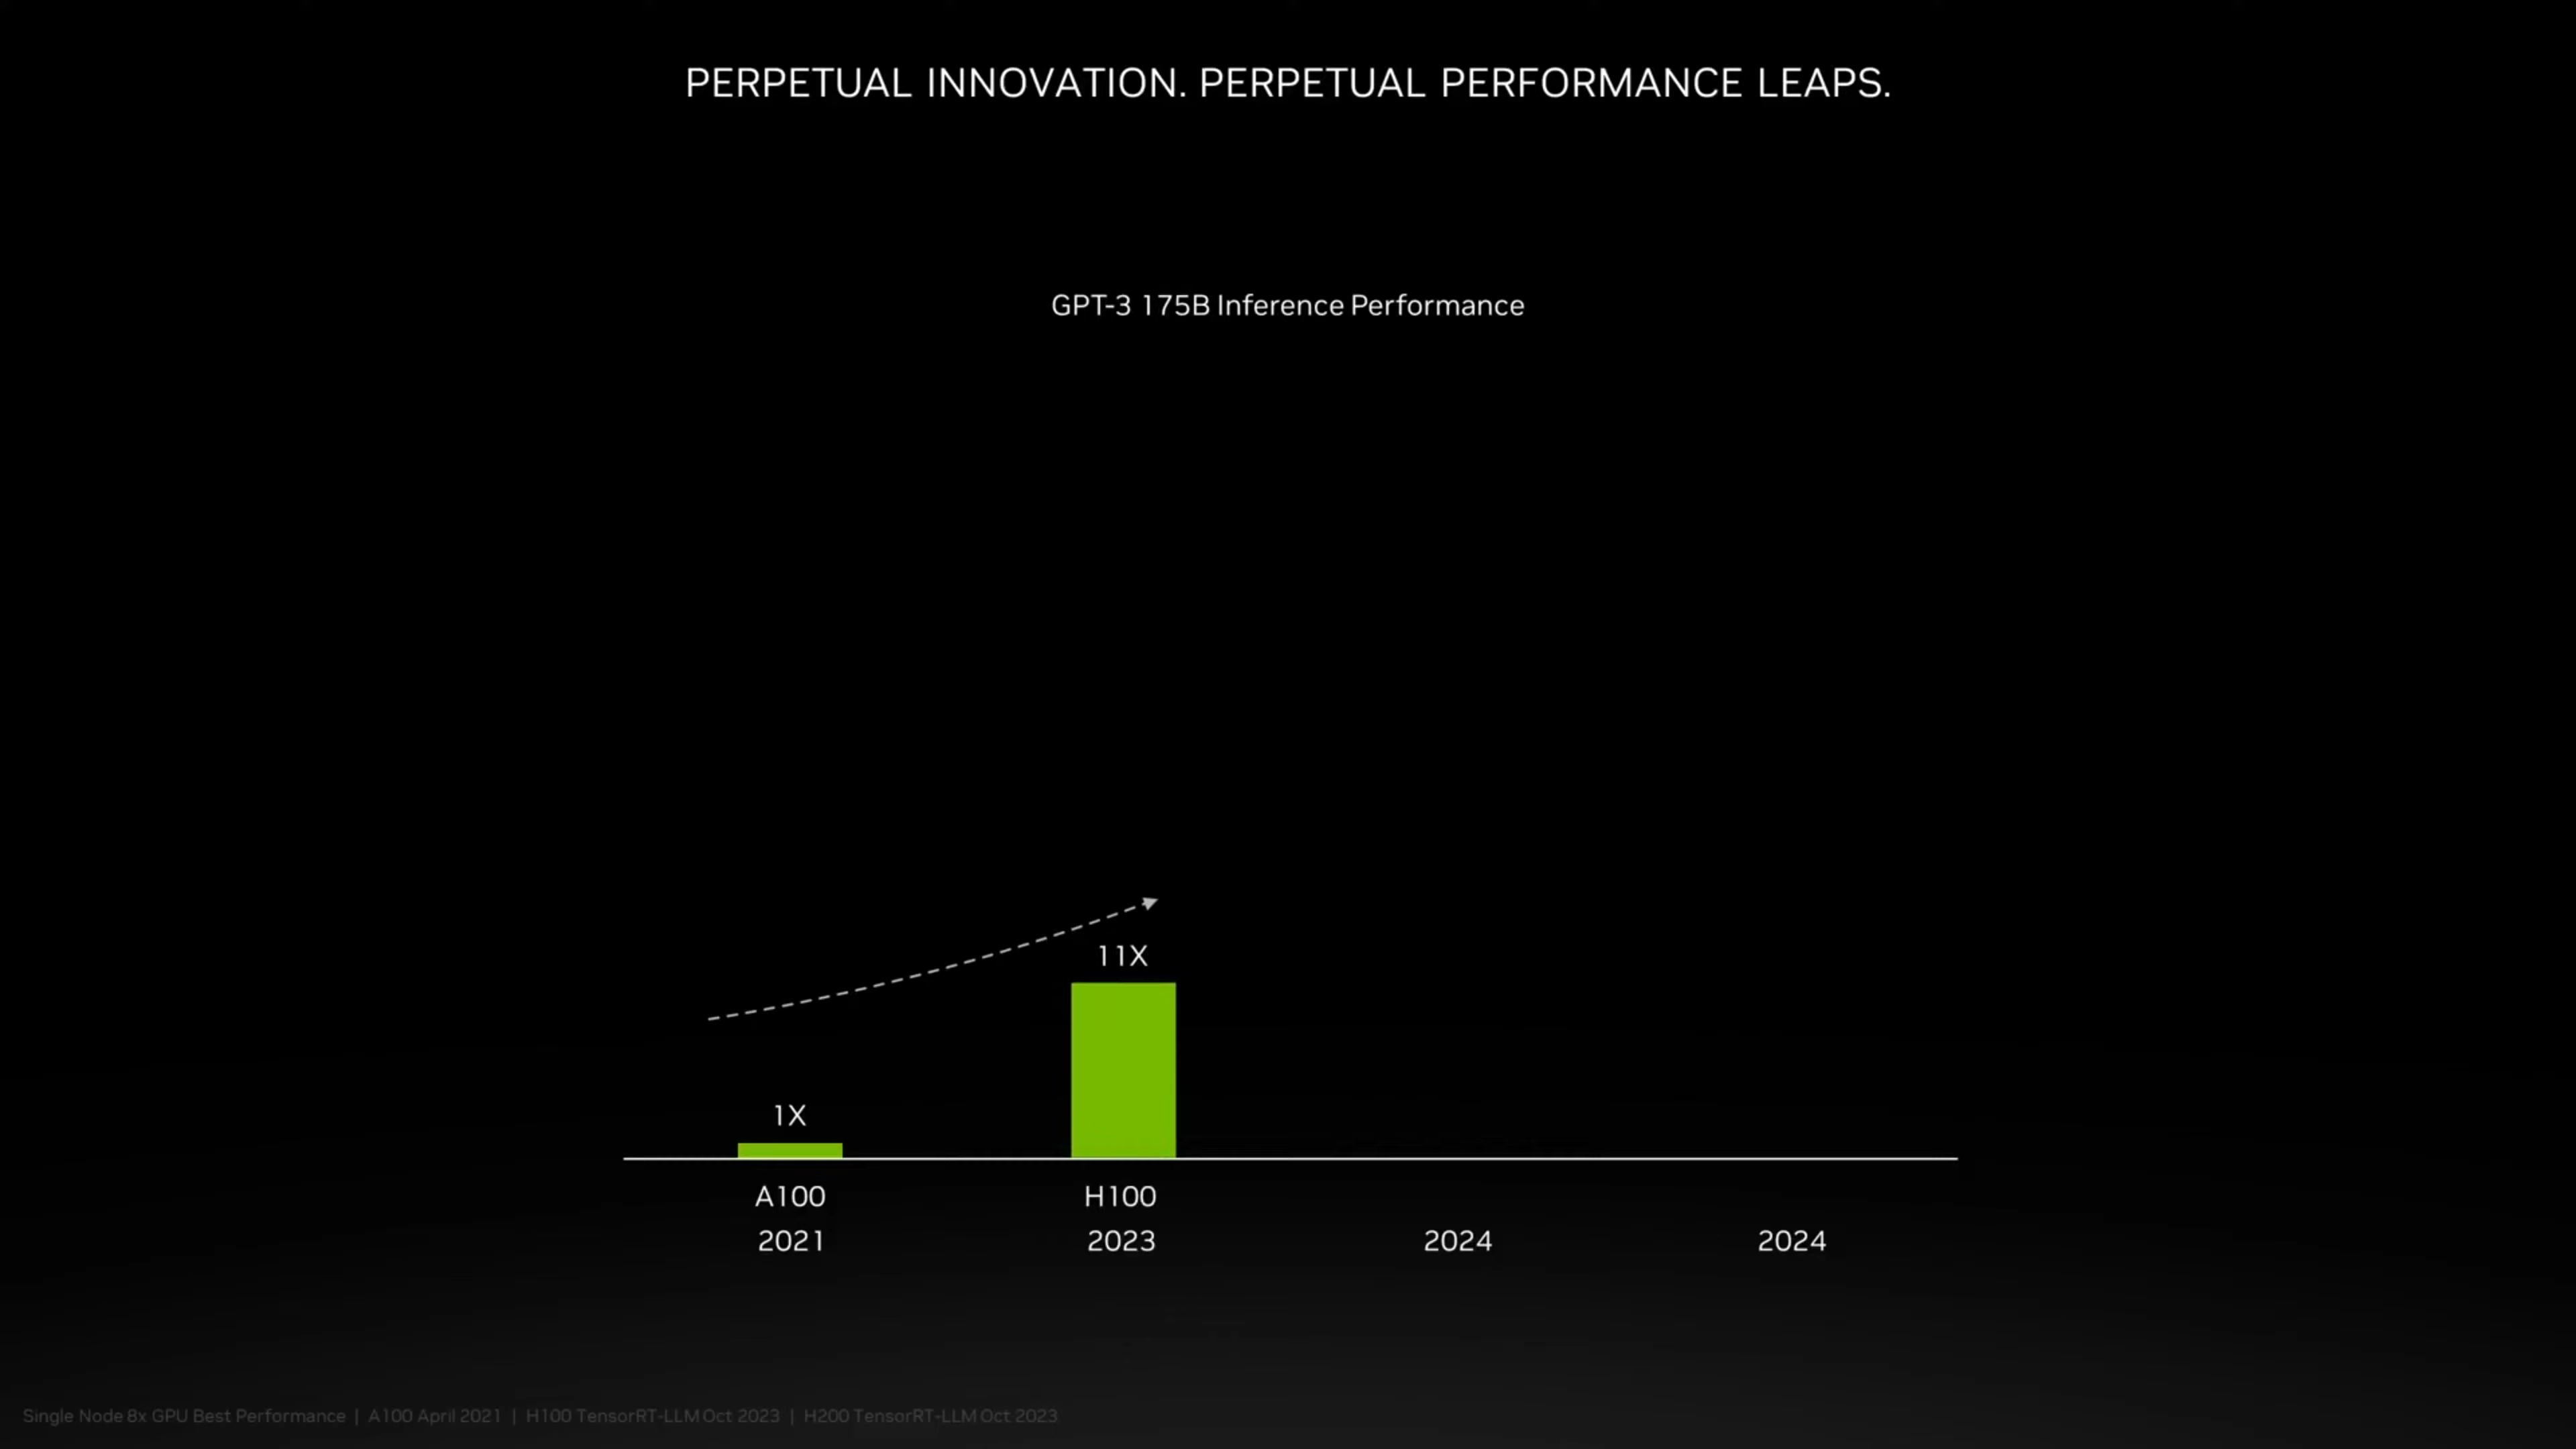 PERPETUAL INNOVATION. PERPETUAL PERFORMANCE LEAPS.
GPT-3 175B Inference Performance
11X
1X
A100
H100
2021
2023
2024
2024
Single Node 8x GPU Best Performance | A100 April 2021 | H100 TensorRT-LLM Oct 2023 | H200 TensorRT-LLM Oct 2023